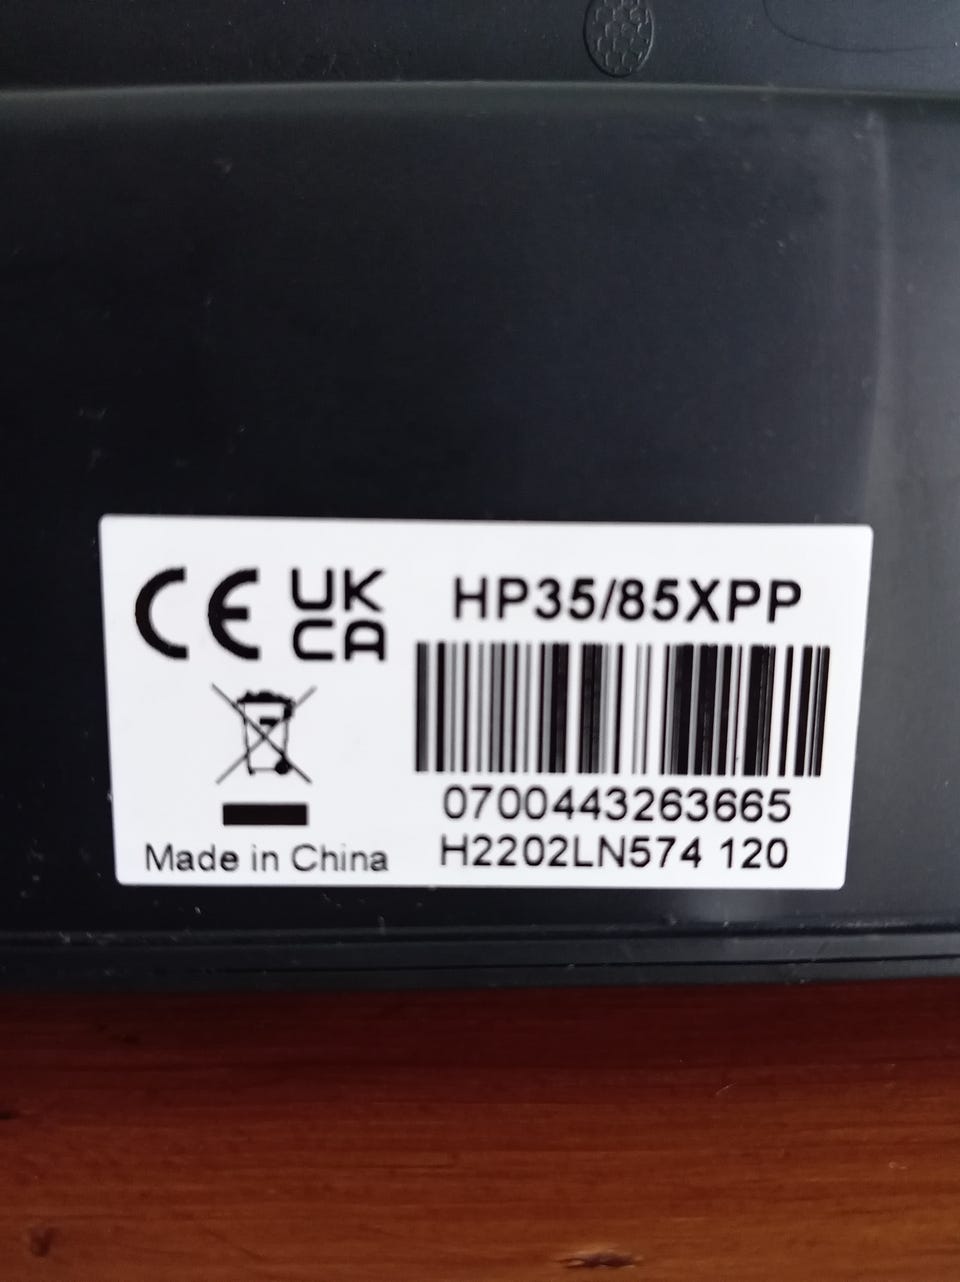 CE UK
CA
HP35/85XPP
0700443263665
H2202LN574 120
Made in China